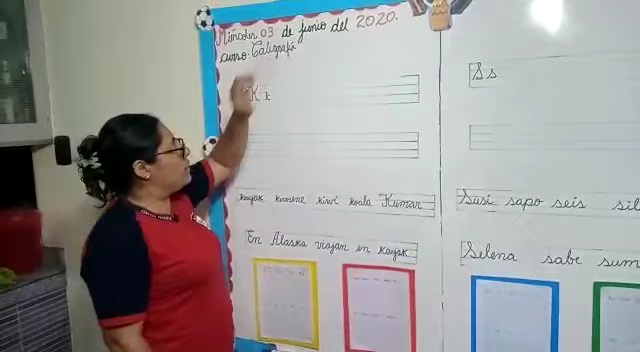 Miércoles 03 de junio del 2020.
curso: Caligrafía
K k
kayak kusene kiwi koala Kumar
En Alaska viajan en kayak
S s
Susi sapo seis sil
Selena sabe sum